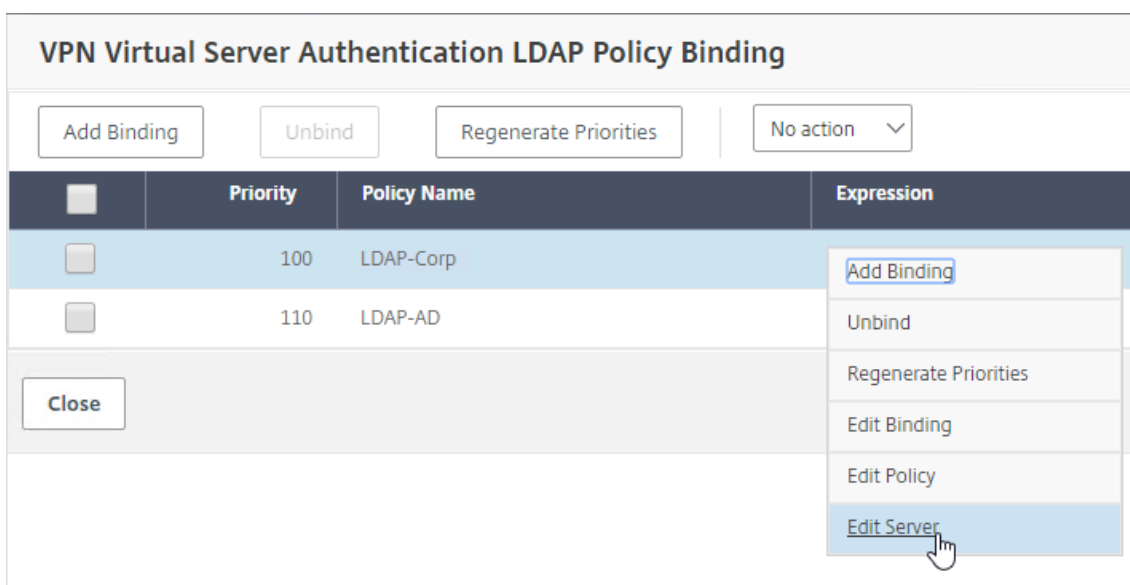 VPN Virtual Server Authentication LDAP Policy Binding
Add Binding Unbind Regenerate Priorities No action
Priority Policy Name Expression
100 LDAP-Corp
110 LDAP-AD
Add Binding
Unbind
Regenerate Priorities
Edit Binding
Edit Policy
Edit Server
Close